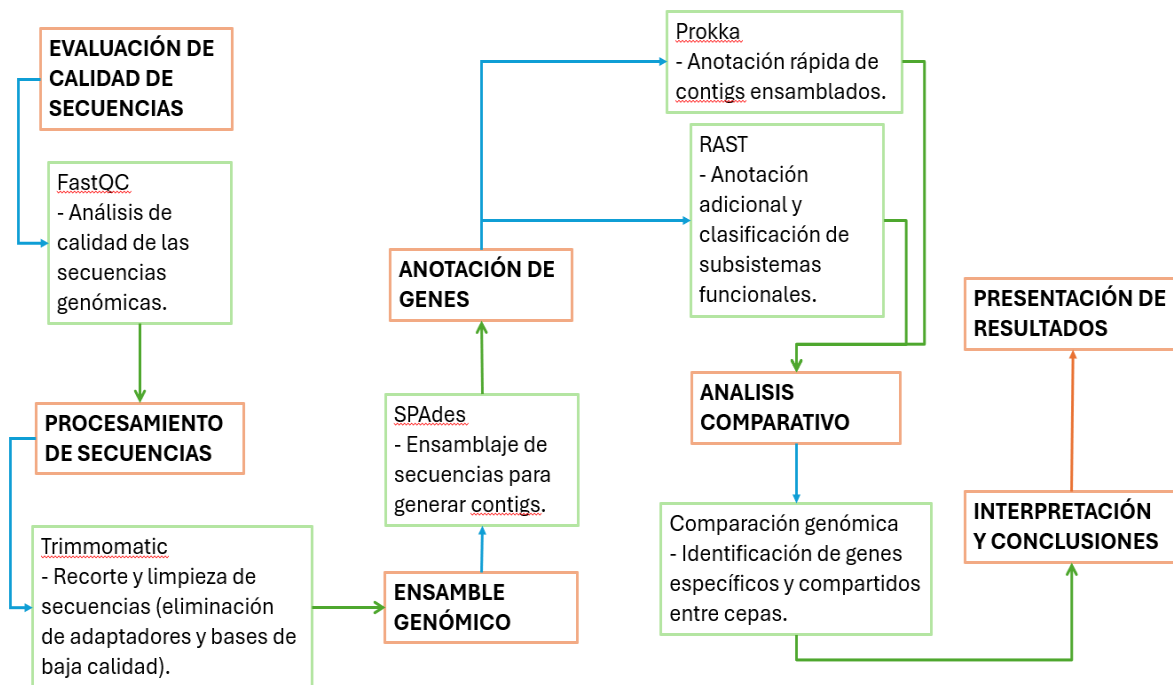 EVALUACIÓN DE
CALIDAD DE
SECUENCIAS
FastQC
- Análisis de
calidad de las
secuencias
genómicas.
PROCESAMIENTO
DE SECUENCIAS
Trimmomatic
- Recorte y limpieza de
secuencias (eliminación
de adaptadores y bases de
baja calidad).
ENSAMBLE
GENÓMICO
SPAdes
- Ensamblaje de
secuencias para
generar contigs.
ANOTACIÓN DE
GENES
Prokka
- Anotación rápida de
contigs ensamblados.
RAST
- Anotación
adicional y
clasificación de
subsistemas
funcionales.
ANALISIS
COMPARATIVO
Comparación genómica
- Identificación de genes
específicos y compartidos
entre cepas.
INTERPRETACIÓN
Y CONCLUSIONES
PRESENTACIÓN DE
RESULTADOS